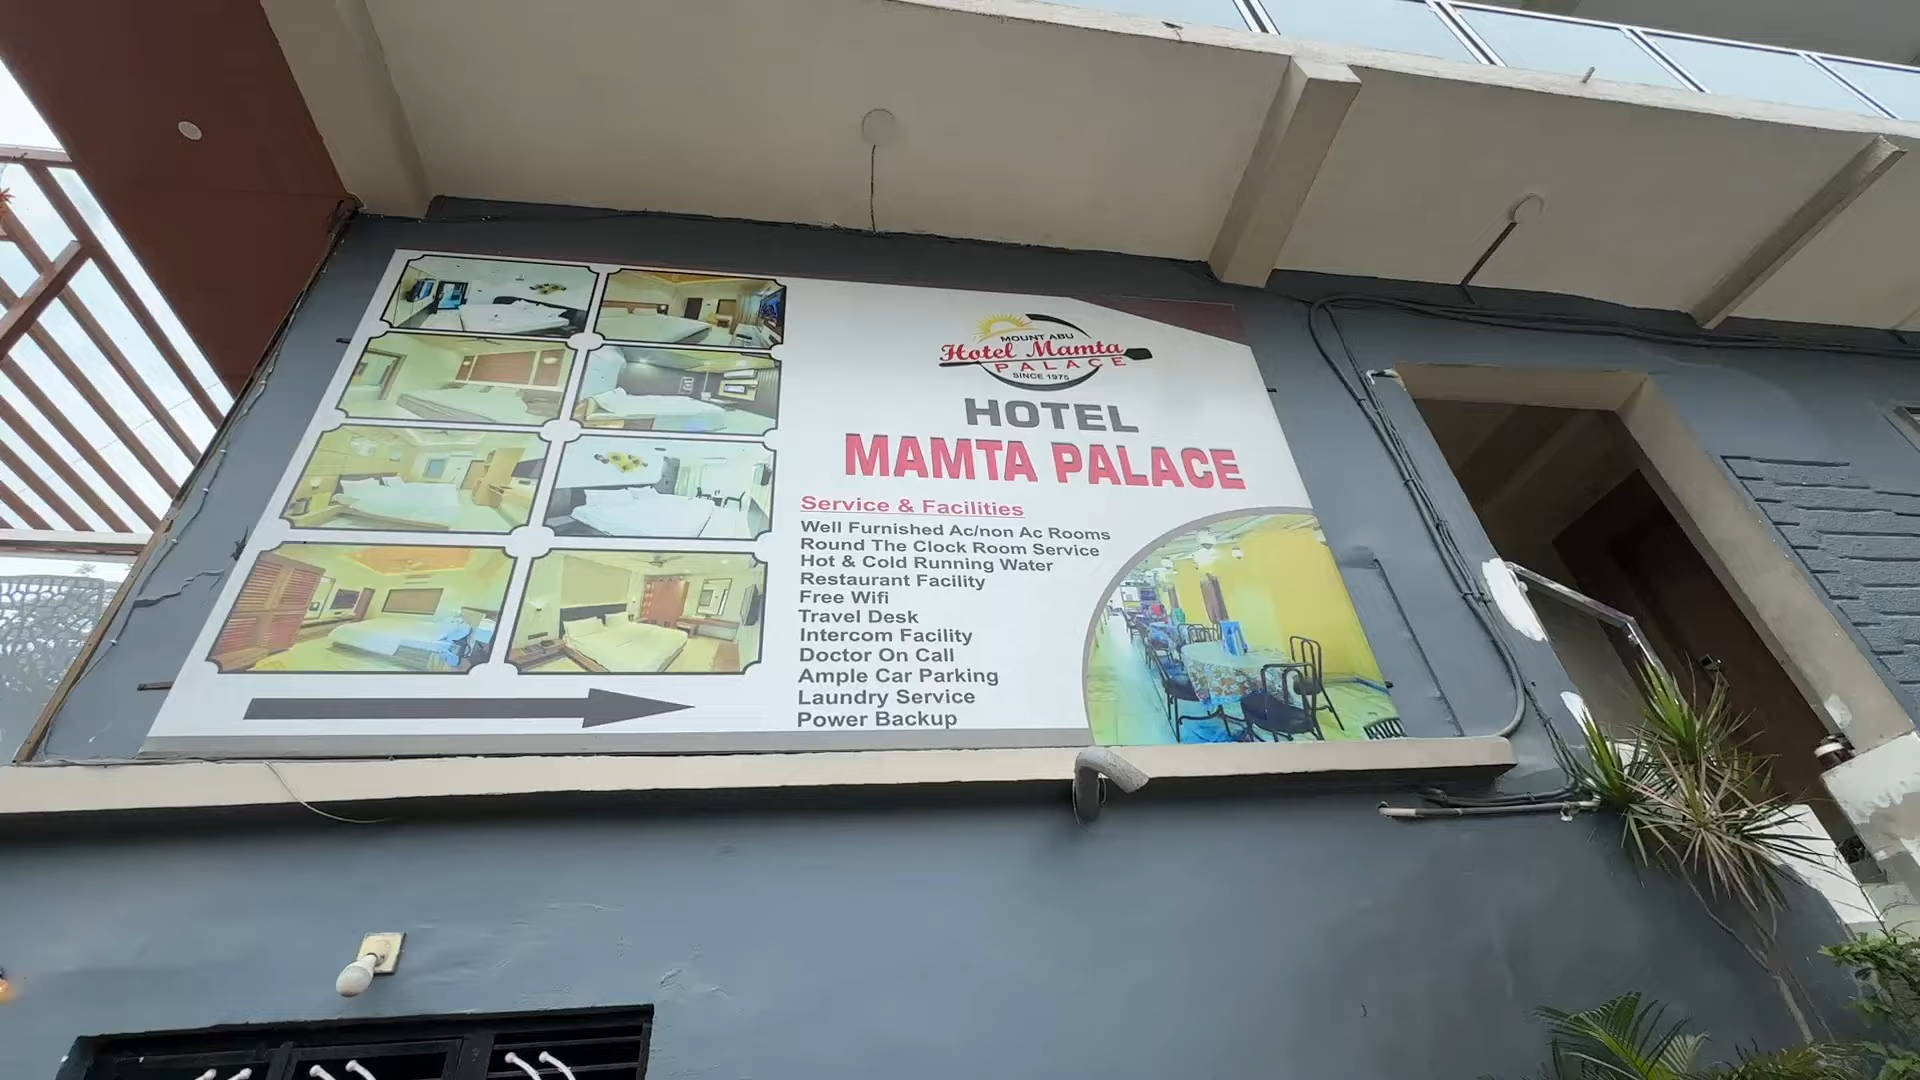 MOUNT ABU
Hotel Mamta
PALACE
SINCE 1975
HOTEL
MAMTA PALACE
Service & Facilities
Well Furnished Ac/non Ac Rooms
Round The Clock Room Service
Hot & Cold Running Water
Restaurant Facility
Free Wifi
Travel Desk
Intercom Facility
Doctor On Call
Ample Car Parking
Laundry Service
Power Backup